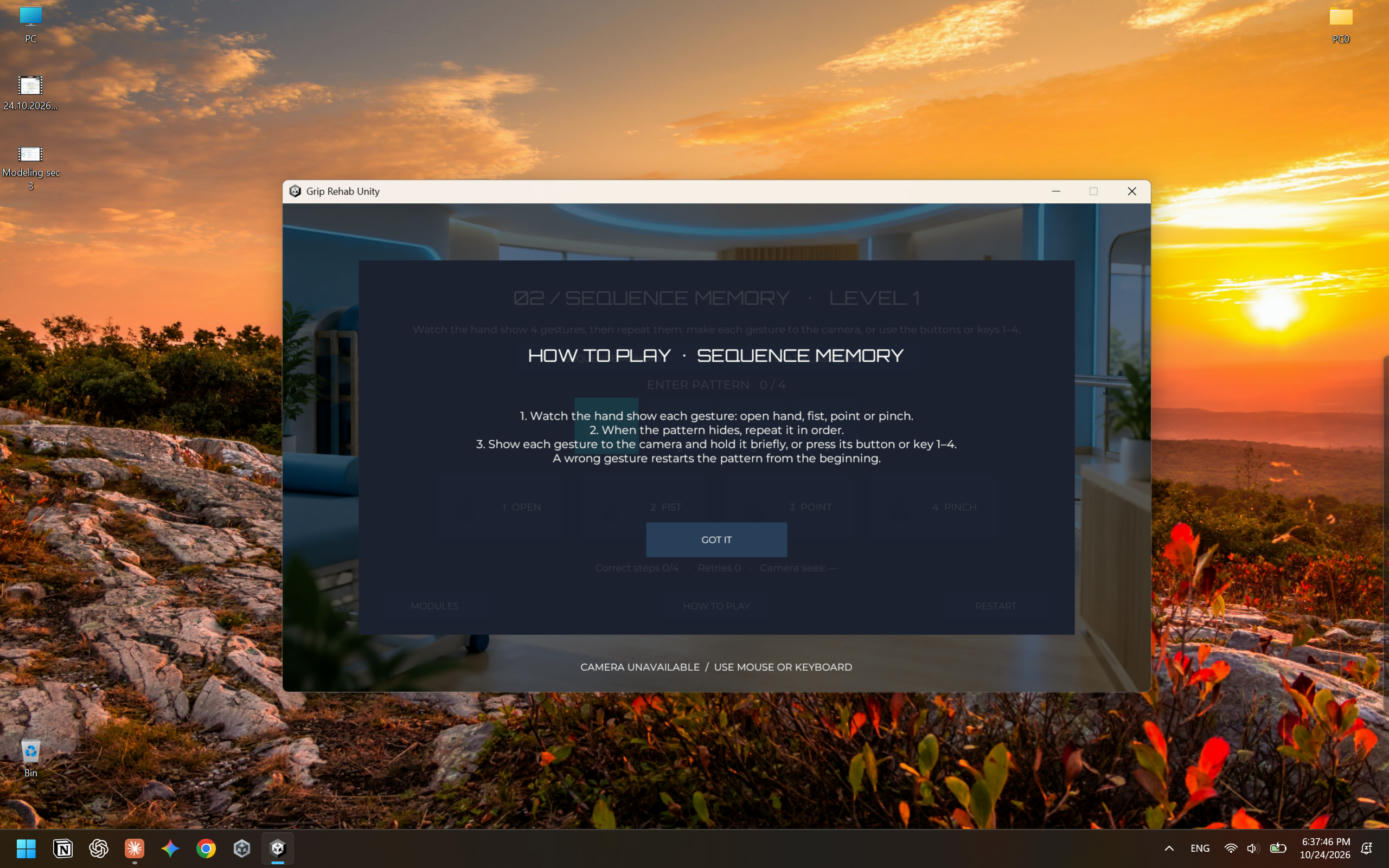 PC
PC0
24.10.2026...
Modeling sec
3
Grip Rehab Unity
02 / SEQUENCE MEMORY · LEVEL 1
Watch the hand show 4 gestures, then repeat them: make each gesture to the camera, or use the buttons or keys 1–4.
HOW TO PLAY · SEQUENCE MEMORY
ENTER PATTERN 0 / 4
1. Watch the hand show each gesture: open hand, fist, point or pinch.
2. When the pattern hides, repeat it in order.
3. Show each gesture to the camera and hold it briefly, or press its button or key 1–4.
A wrong gesture restarts the pattern from the beginning.
1 OPEN
2 FIST
3 POINT
4 PINCH
GOT IT
Correct steps 0/4 · Retries 0 · Camera sees: —
MODULES
HOW TO PLAY
RESTART
CAMERA UNAVAILABLE / USE MOUSE OR KEYBOARD
Bin
ENG
6:37:46 PM
10/24/2026